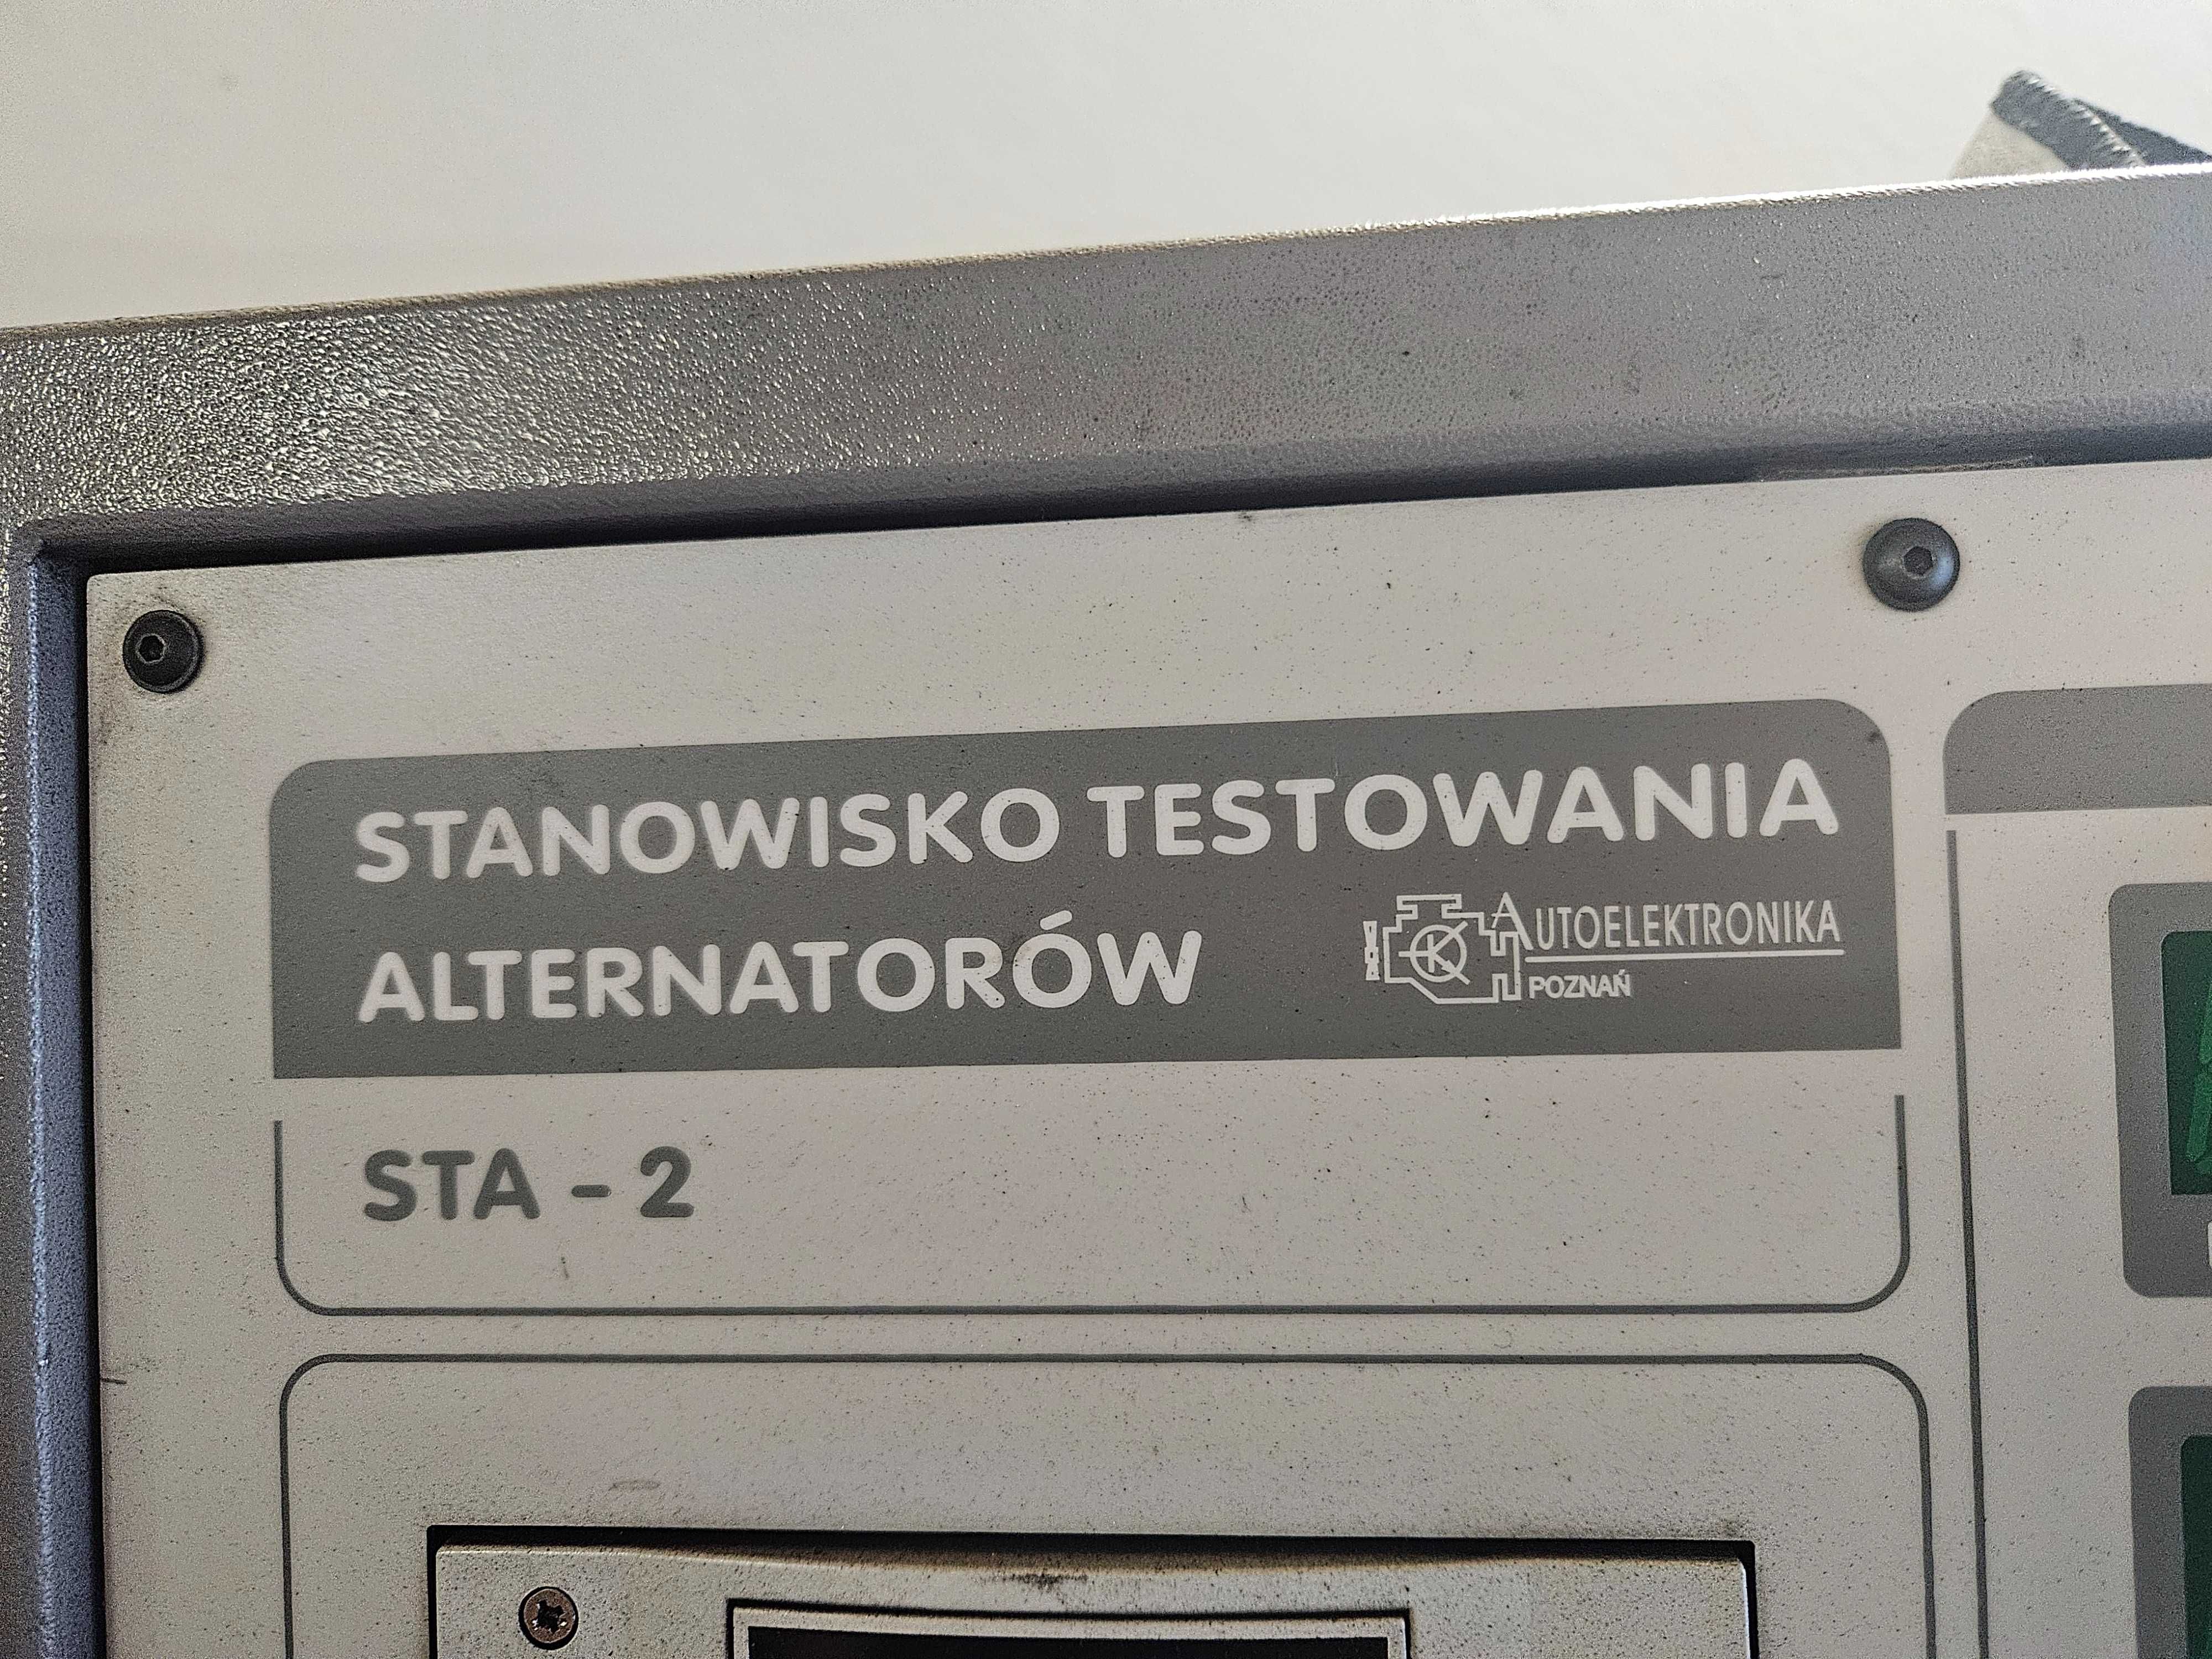 STANOWISKO TESTOWANIA
ALTERNATORÓW
AUTOELEKTRONIKA
POZNAŃ
STA - 2